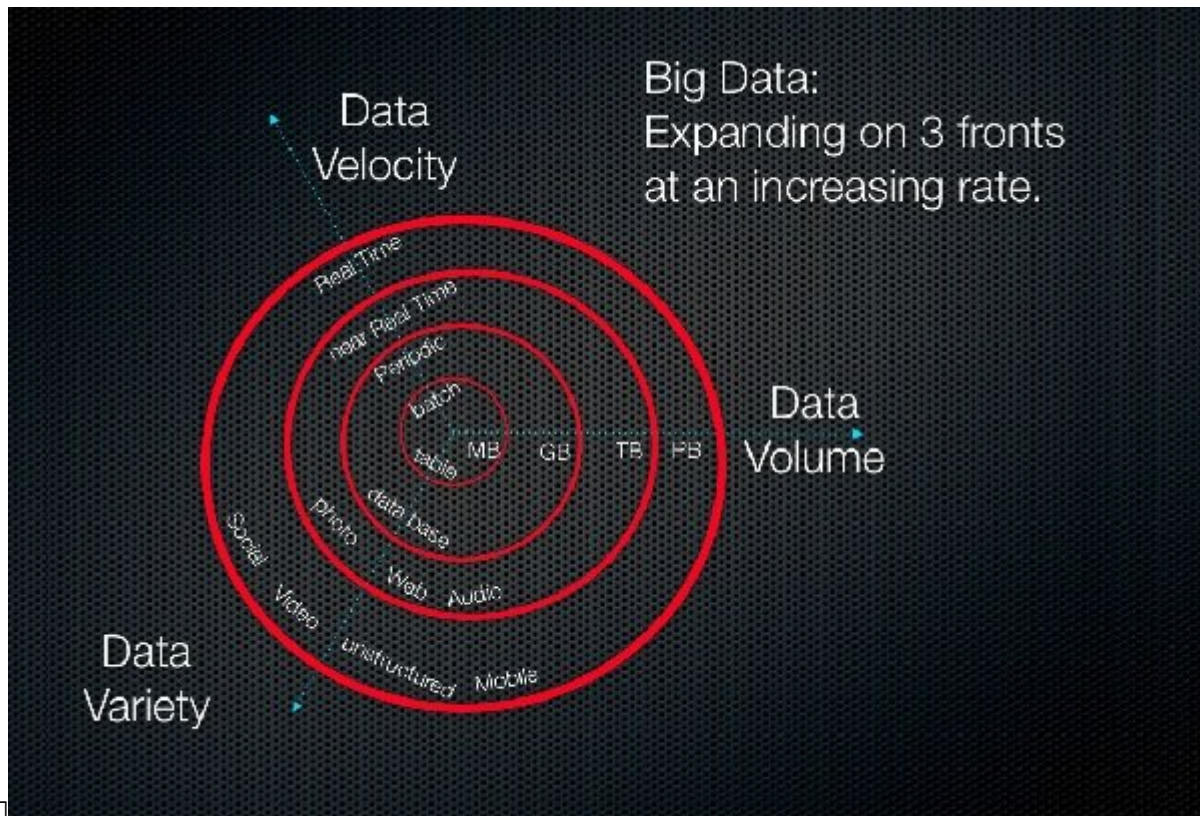 Big Data:
Expanding on 3 fronts
at an increasing rate.
Data
Velocity
Real Time
near Real Time
Periodic
batch
Data
Volume
MB GB TB PB
table
data base
photo
Web Audio
Social
Video
unstructured Mobile
Data
Variety